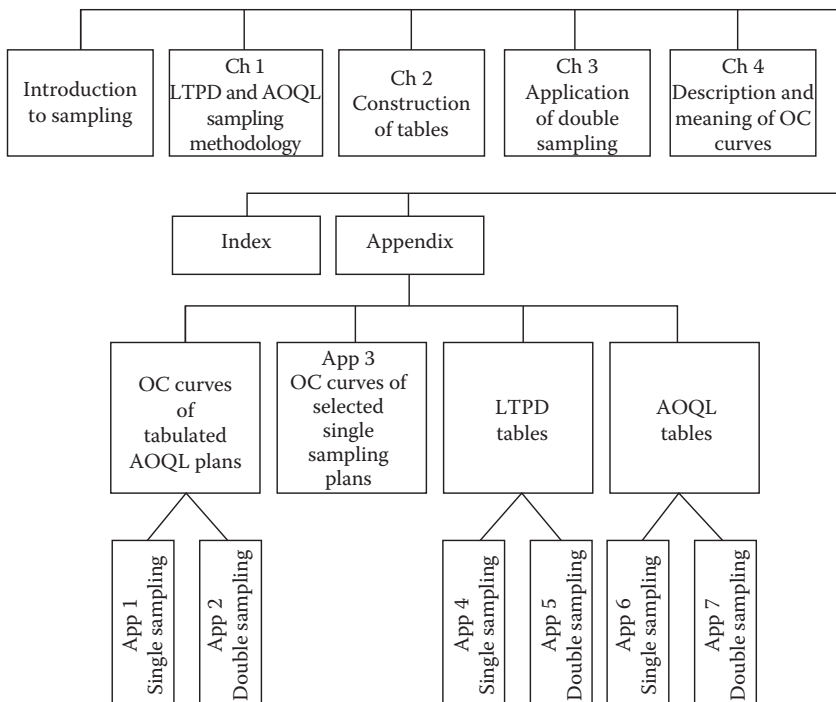 Introduction
to sampling
Ch 1
LTPD and AOQL
sampling
methodology
Ch 2
Construction
of tables
Ch 3
Application
of double
sampling
Ch 4
Description and
meaning of OC
curves
Index
Appendix
OC curves
of
tabulated
AOQL plans
App 3
OC curves of
selected
single
sampling
plans
LTPD
tables
AOQL
tables
App 1
Single sampling
App 2
Double sampling
App 4
Single sampling
App 5
Double sampling
App 6
Single sampling
App 7
Double sampling